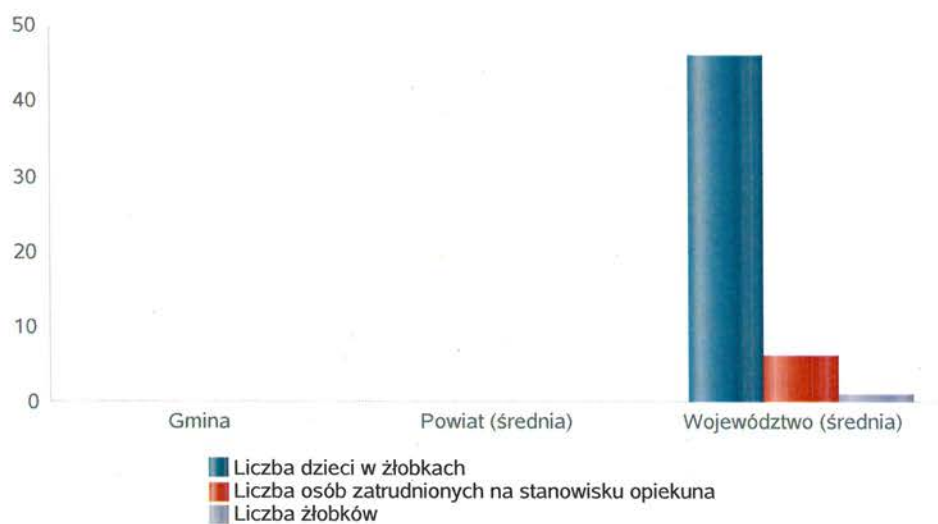 50
40
30
20
10
0
Gmina Powiat (średnia) Województwo (średnia)
Liczba dzieci w żłobkach
Liczba osób zatrudnionych na stanowisku opiekuna
Liczba żłobków